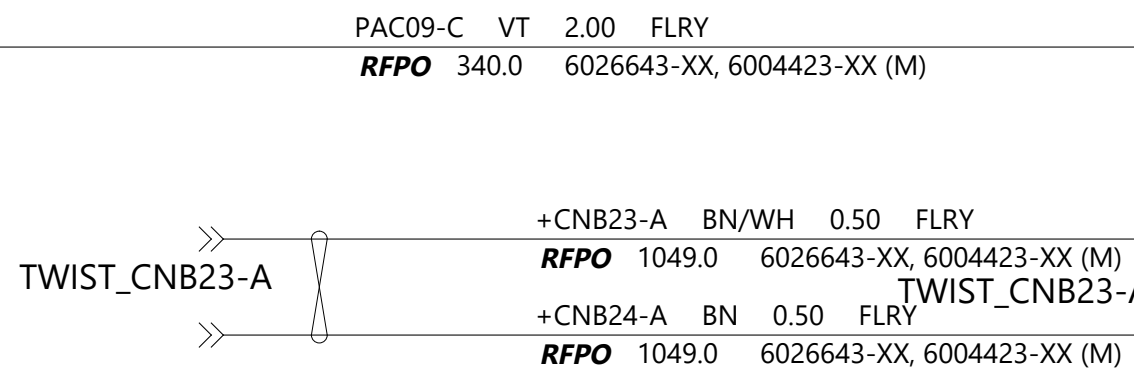 PAC09-C VT 2.00 FLRY
RFPO 340.0 6026643-XX, 6004423-XX (M)
+CNB23-A BN/WH 0.50 FLRY
RFPO 1049.0 6026643-XX, 6004423-XX (M)
TWIST_CNB23-A
TWIST_CNB23-A
+CNB24-A BN 0.50 FLRY
RFPO 1049.0 6026643-XX, 6004423-XX (M)